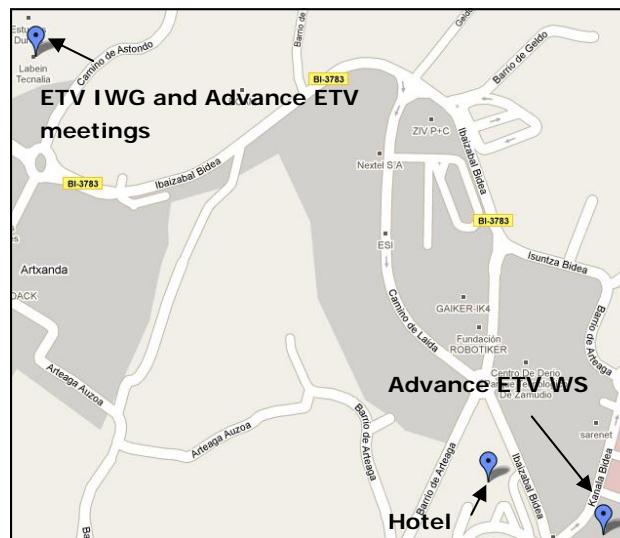 Labein
Tecnalia
Camino de Astondo
ETV IWG and Advance ETV
meetings
BI-3783
Ibaizabal Bidea
BI-3783
Barrio de
Barrio de Geldo
ZIV P+C
Nextel S/A
Ibaizabal Bidea
BI-3783
Isuntza Bidea
ESI
Camino de Laida
GAIKER-IK4
Fundación
ROBOTIKER
Barrio de Arteaga
Artxanda
Arteaga Auzoa
Arteaga Auzoa
Barrio de Arteaga
Centro De Derio
De Zamudio
Advance ETV WS
sarenet
Barrio de Arteaga
Ibaizabal Bidea
Kanala Bidea
Hotel